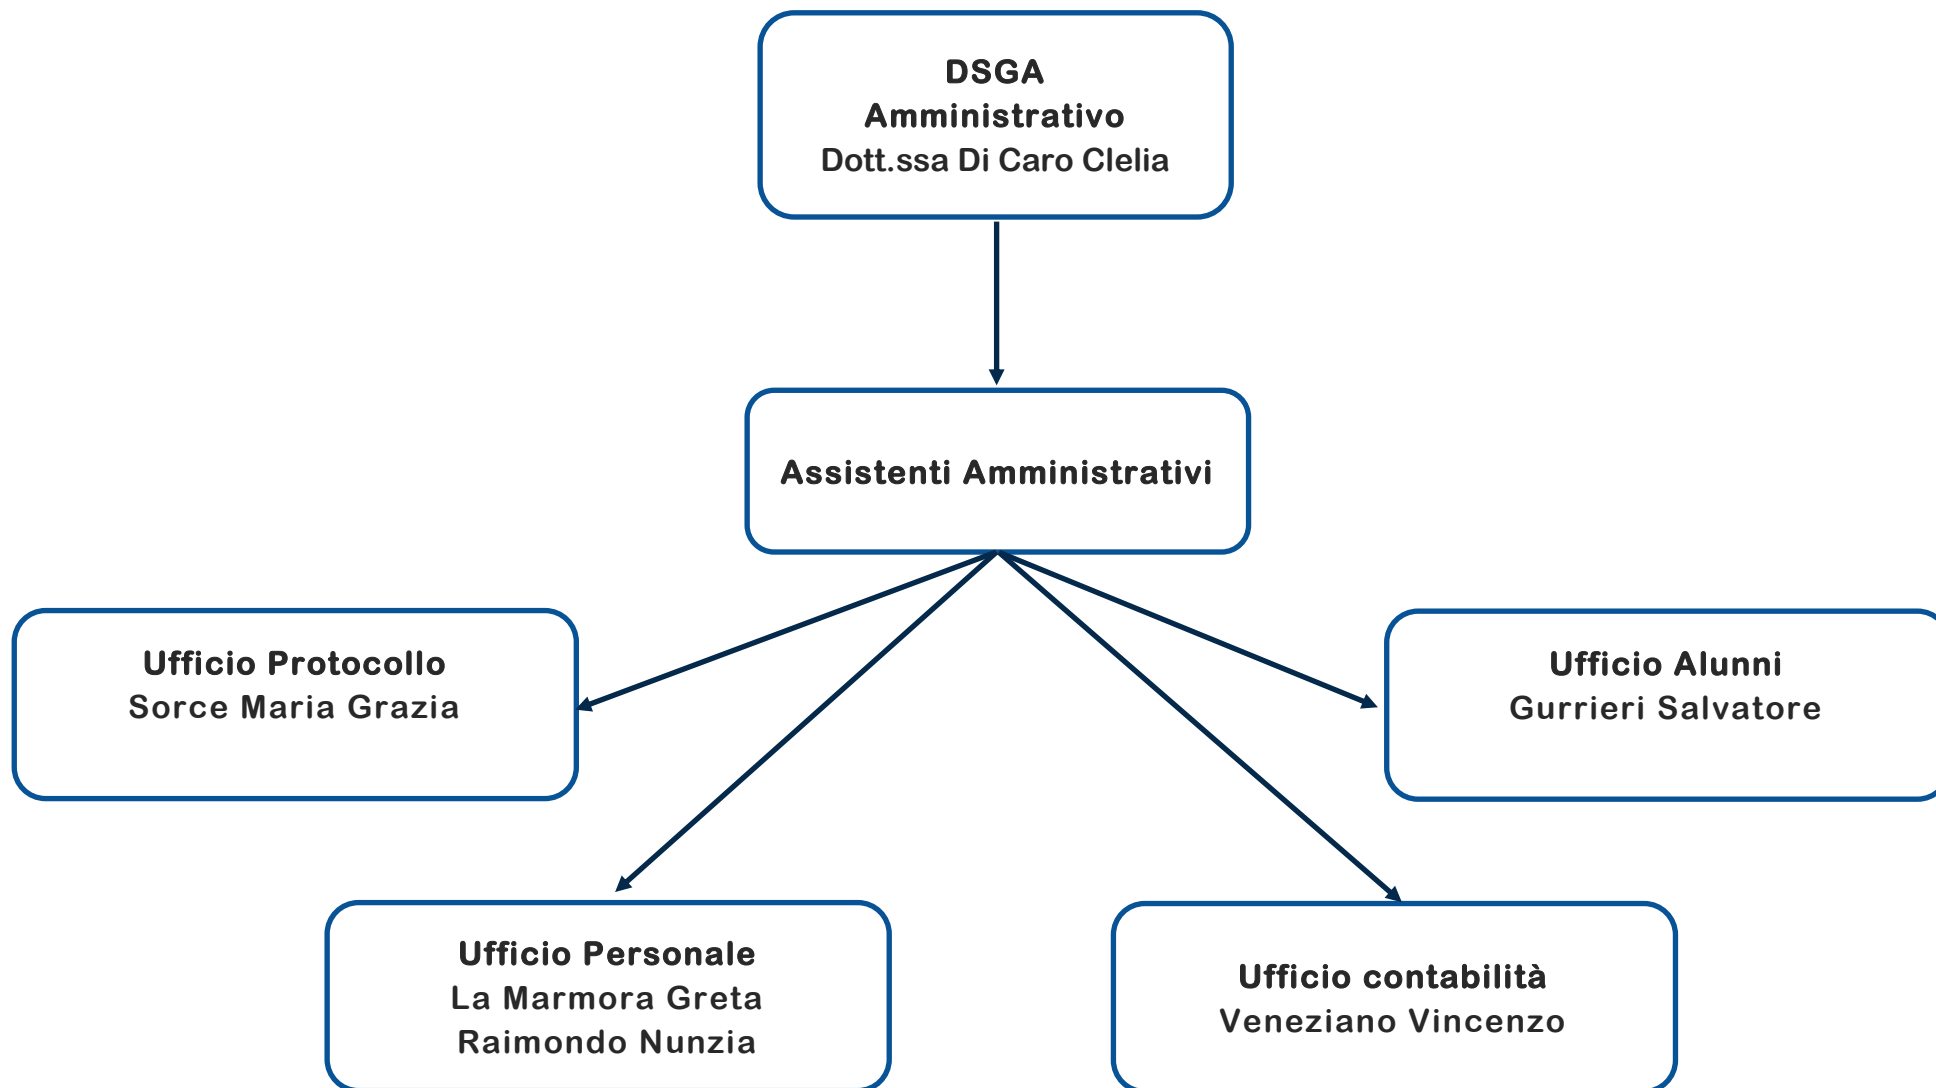 DSGA
Amministrativo
Dott.ssa Di Caro Clelia
Assistenti Amministrativi
Ufficio Protocollo
Sorce Maria Grazia
Ufficio Alunni
Gurrieri Salvatore
Ufficio Personale
La Marmora Greta
Raimondo Nunzia
Ufficio contabilità
Veneziano Vincenzo